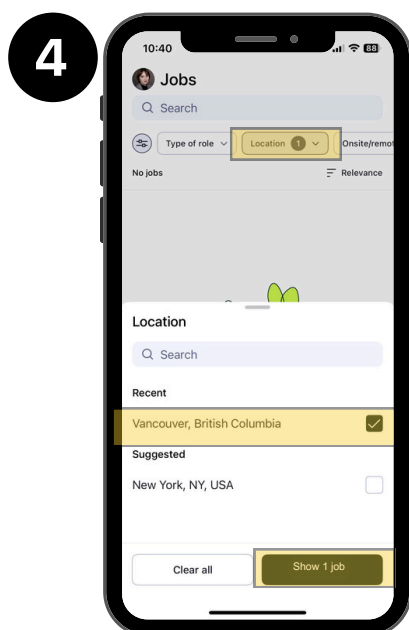 4
10:40
88
Jobs
Search
Type of role
Location 1
Onsite/remot
No jobs
Relevance
Location
Search
Recent
Vancouver, British Columbia
Suggested
New York, NY, USA
Clear all
Show 1 job